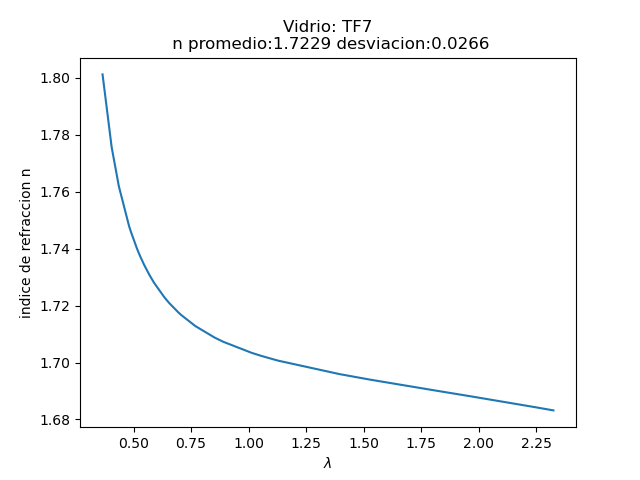 Vidrio: TF7
n promedio:1.7229 desviacion:0.0266
indice de refraccion n
1.80
1.78
1.76
1.74
1.72
1.70
1.68
0.50 0.75 1.00 1.25 1.50 1.75 2.00 2.25
λ